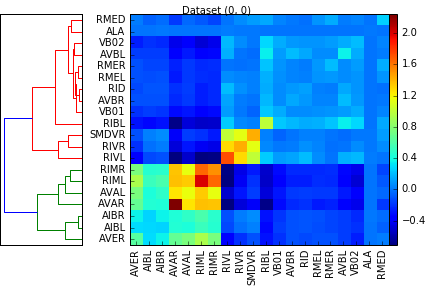 Dataset (0, 0)
RMED
ALA
VB02
AVBL
RMER
RMEL
RID
AVBR
VB01
RIBL
SMDVR
RIVR
RIVL
RIMR
RIML
AVAL
AVAR
AIBR
AIBL
AVER
2.0
1.6
1.2
0.8
0.4
0.0
−0.4
AVER
AIBL
AIBR
AVAR
AVAL
RIML
RIMR
RIVL
RIVR
SMDVR
RIBL
VB01
AVBR
RID
RMEL
RMER
AVBL
VB02
ALA
RMED